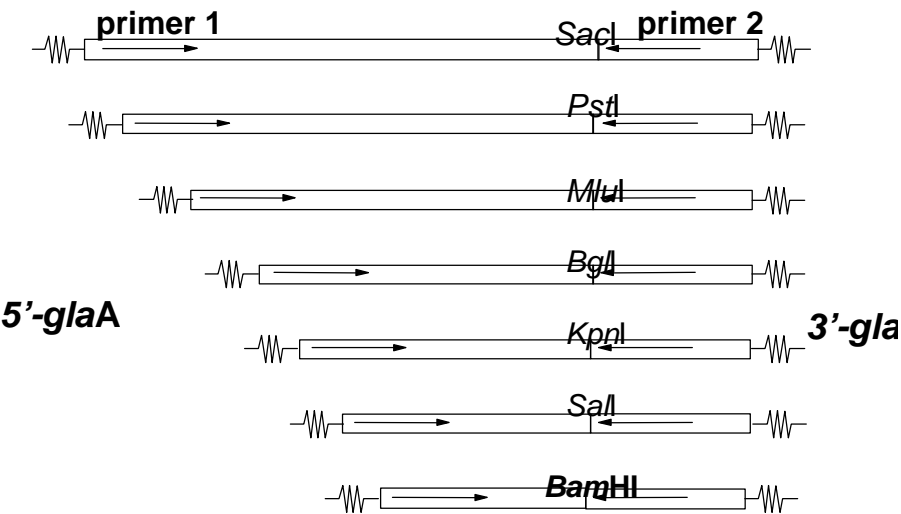 primer 1 SacI primer 2
PstI
MluI
BglI
5’-glaA
KpnI 3’-gla
SalI
BamHI